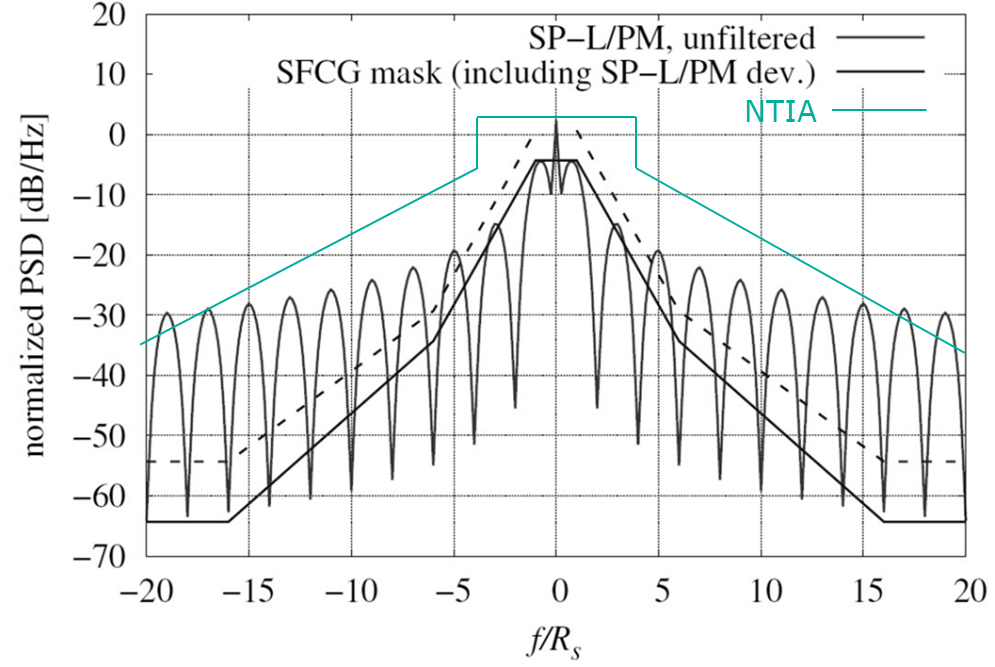 20
10
0
−10
−20
−30
−40
−50
−60
−70
normalized PSD [dB/Hz]
SP−L/PM, unfiltered
SFCG mask (including SP−L/PM dev.)
NTIA
−20 −15 −10 −5 0 5 10 15 20
f/Rs